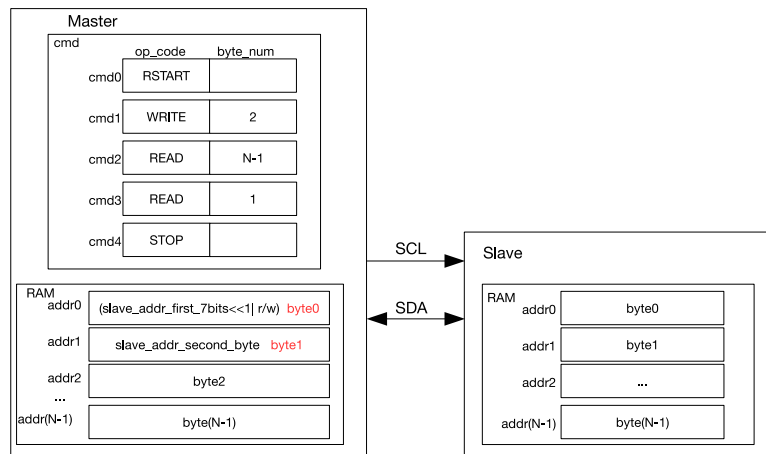 Master
cmd
op_code byte_num
cmd0 RSTART
cmd1 WRITE 2
cmd2 READ N-1
cmd3 READ 1
cmd4 STOP
RAM
addr0 (slave_addr_first_7bits<<1| r/w) byte0
addr1 slave_addr_second_byte byte1
addr2 byte2
...
addr(N-1) byte(N-1)
SCL
SDA
Slave
RAM
addr0 byte0
addr1 byte1
addr2 ...
addr(N-1) byte(N-1)